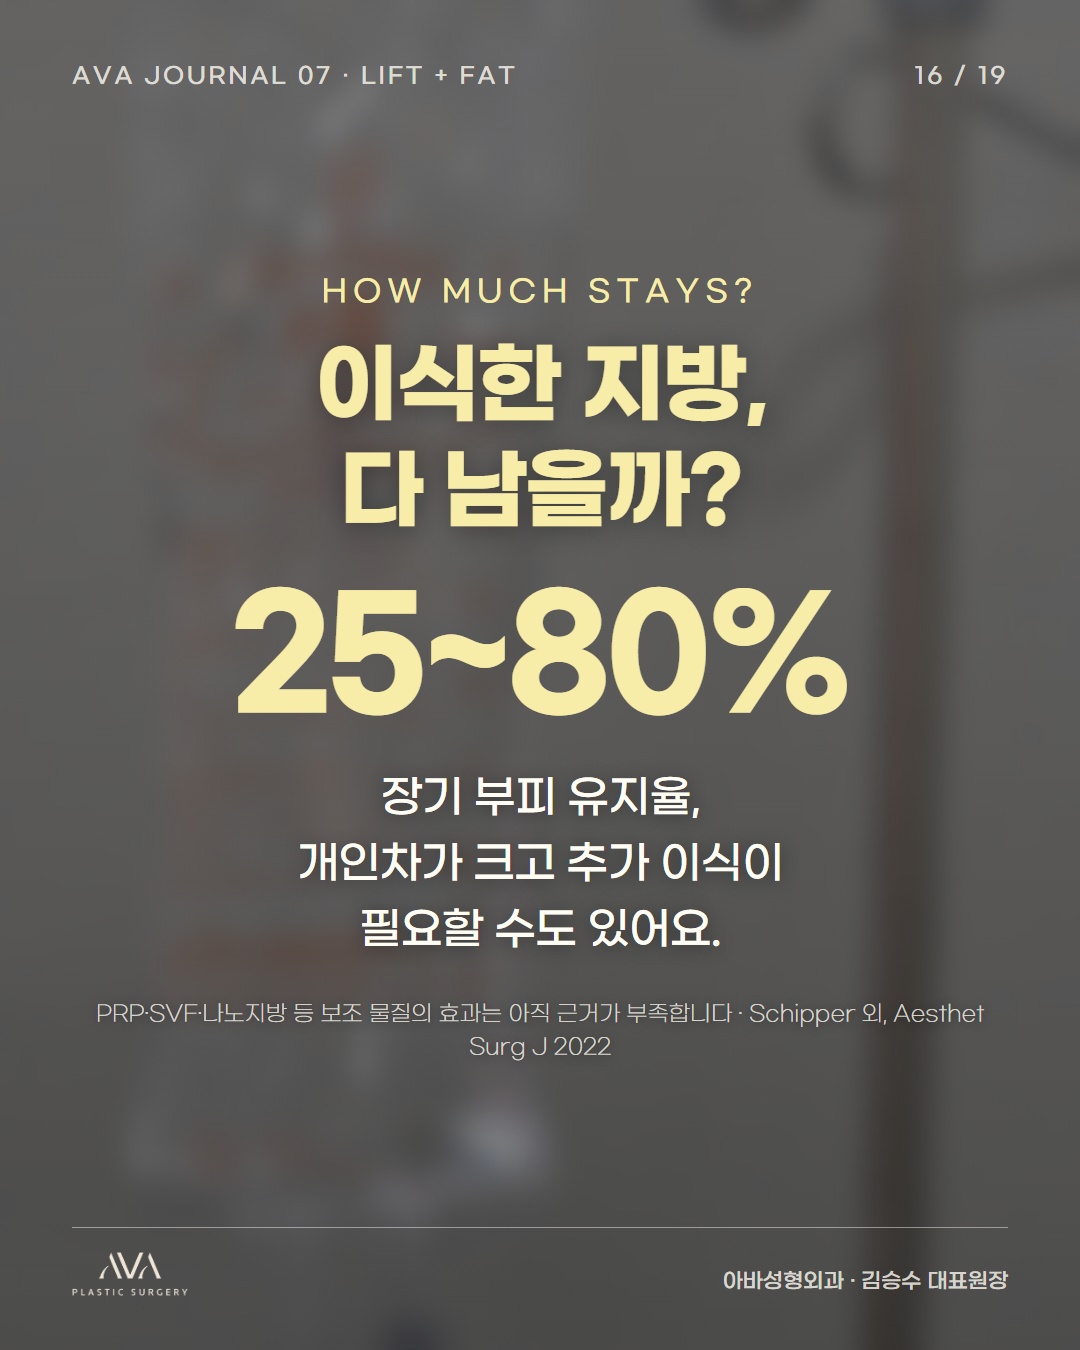 AVA JOURNAL 07 · LIFT + FAT
16 / 19
HOW MUCH STAYS?
이식한 지방,
다 남을까?
25~80%
장기 부피 유지율,
개인차가 크고 추가 이식이
필요할 수도 있어요.
PRP·SVF·나노지방 등 보조 물질의 효과는 아직 근거가 부족합니다 · Schipper 외, Aesthet
Surg J 2022
AVA
PLASTIC SURGERY
아바성형외과 · 김승수 대표원장